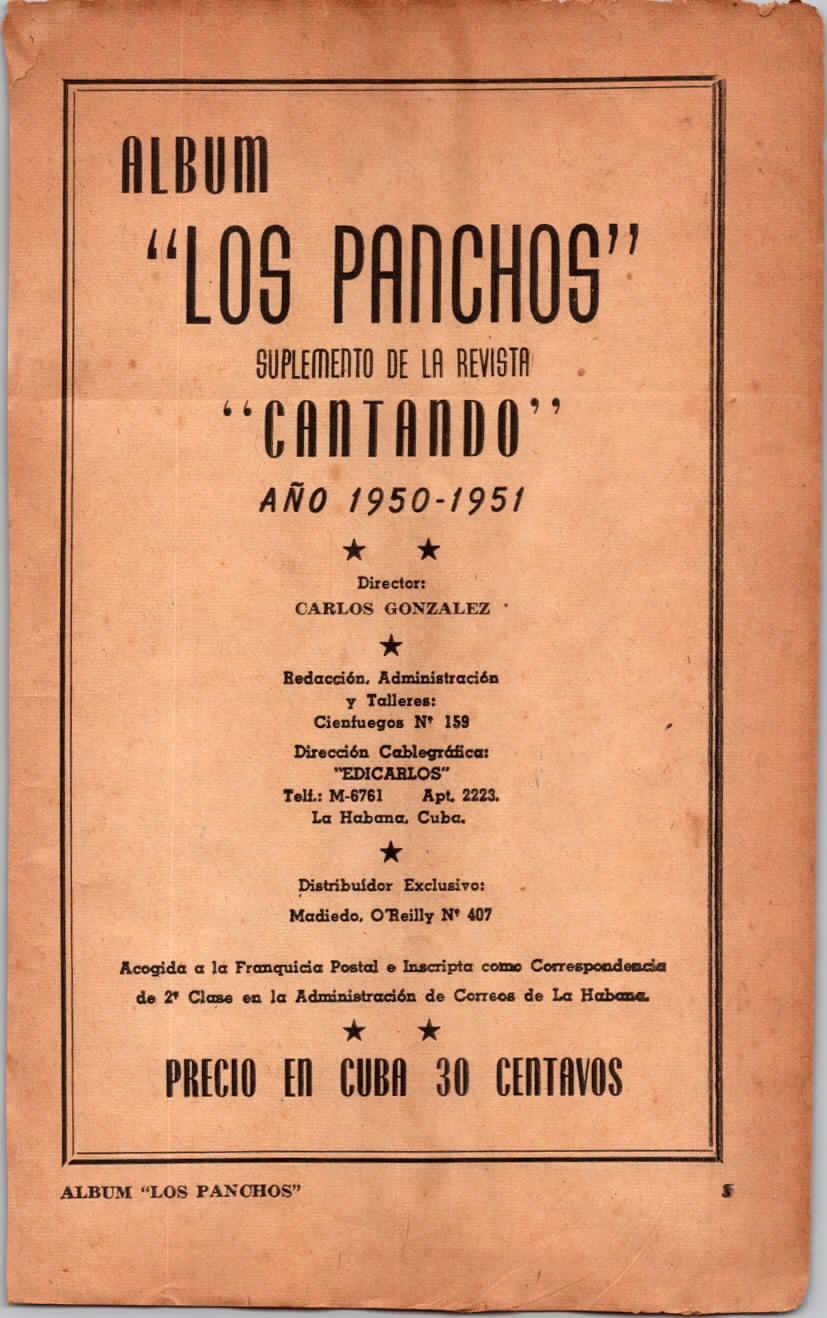 ALBUM
“LOS PANCHOS”
SUPLEMENTO DE LA REVISTA
“CANTANDO”
AÑO 1950-1951
Director:
CARLOS GONZALEZ
Redacción, Administración
y Talleres:
Cienfuegos Nº 159
Dirección Cablegráfica:
"EDICARLOS"
Telf.: M-6761 Apt. 2223.
La Habana, Cuba.
Distribuídor Exclusivo:
Madiedo, O'Reilly Nº 407
Acogida a la Franquicia Postal e Inscripta como Correspondencia
de 2ª Clase en la Administración de Correos de La Habana.
PRECIO EN CUBA 30 CENTAVOS
ALBUM “LOS PANCHOS”